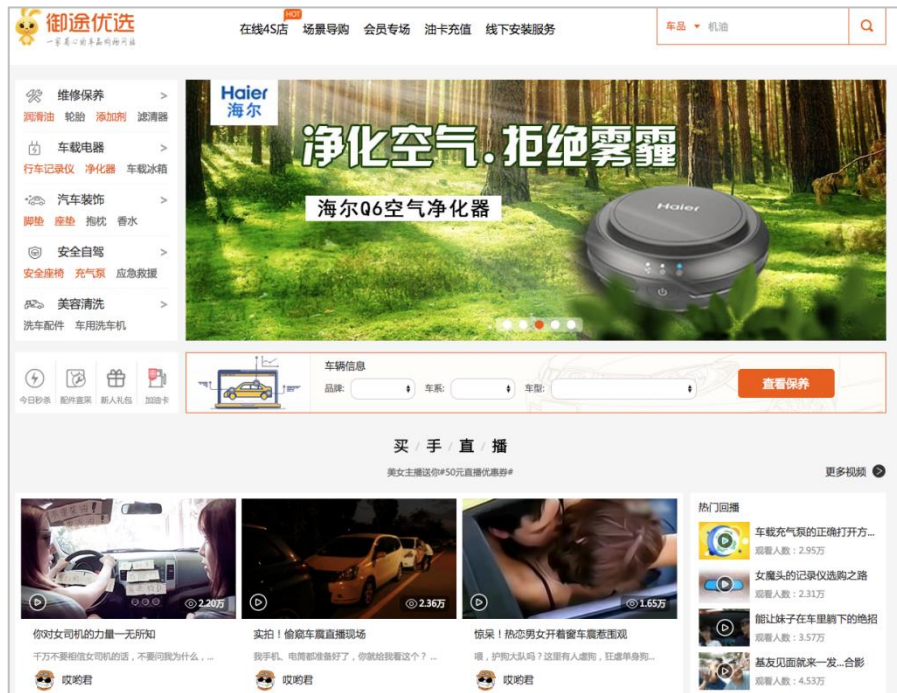 御途优选
一家真心的车品购物网站
在线4S店 HOT 场景导购 会员专场 油卡充值 线下安装服务
车品 机油
维修保养 >
润滑油 轮胎 添加剂 滤清器
车载电器 >
行车记录仪 净化器 车载冰箱
汽车装饰 >
脚垫 座垫 抱枕 香水
安全自驾 >
安全座椅 充气泵 应急救援
美容清洗 >
洗车配件 车用洗车机
Haier
海尔
净化空气.拒绝雾霾
海尔Q6空气净化器
Haier
今日秒杀 配件直采 新人礼包 加油卡
车辆信息
品牌: 车系: 车型: 查看保养
买 / 手 / 直 / 播
美女主播送你#50元直播优惠券#
更多视频 >
2.20万
你对女司机的力量一无所知
千万不要相信女司机的话，不要问我为什么，...
哎哟君
2.36万
实拍！偷窥车震直播现场
我手机、电筒都准备好了，你就给我看这个？ ...
哎哟君
1.65万
惊呆！热恋男女开着窗车震惹围观
喂，护狗大队吗？这里有人虐狗，狂虐单身狗...
哎哟君
热门回播
车载充气泵的正确打开方...
观看人数：2.95万
女魔头的记录仪选购之路
观看人数：2.31万
能让妹子在车里躺下的绝招
观看人数：3.57万
基友见面就来一发...合影
观看人数：4.53万